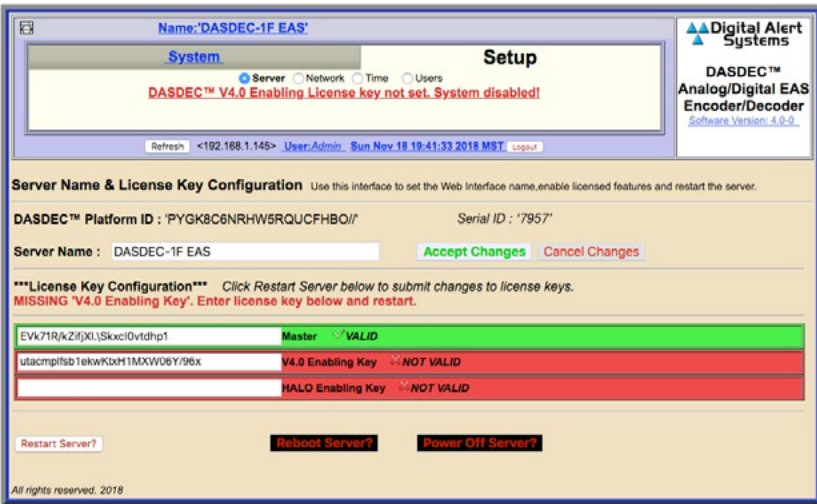 Name:'DASDEC-1F EAS'
Digital Alert Systems
System
Setup
Server Network Time Users
DASDEC™ V4.0 Enabling License key not set. System disabled!
DASDEC™
Analog/Digital EAS
Encoder/Decoder
Software Version: 4.0-0
Refresh <192.168.1.145> User:Admin Sun Nov 18 19:41:33 2018 MST Logout
Server Name & License Key Configuration Use this interface to set the Web Interface name,enable licensed features and restart the server.
DASDEC™ Platform ID : 'PYGK8C6NRHW5RQUCFHBO//' Serial ID : '7957'
Server Name : DASDEC-1F EAS Accept Changes Cancel Changes
***License Key Configuration*** Click Restart Server below to submit changes to license keys.
MISSING 'V4.0 Enabling Key'. Enter license key below and restart.
Master VALID
V4.0 Enabling Key NOT VALID
HALO Enabling Key NOT VALID
Restart Server? Reboot Server? Power Off Server?
All rights reserved. 2018